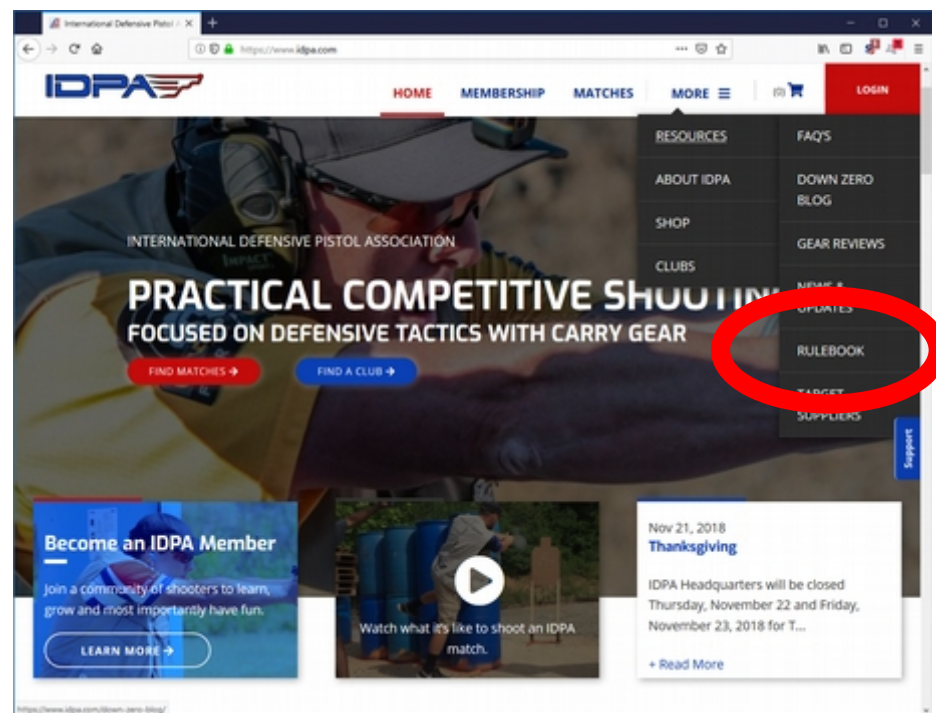 International Defensive Pistol /
https://www.idpa.com
IDPA
HOME MEMBERSHIP MATCHES MORE (0) LOGIN
RESOURCES
ABOUT IDPA
SHOP
CLUBS
FAQ'S
DOWN ZERO
BLOG
GEAR REVIEWS
NEWS &
UPDATES
RULEBOOK
TARGET
SUPPLIERS
INTERNATIONAL DEFENSIVE PISTOL ASSOCIATION
IMPACT
PRACTICAL COMPETITIVE SHOOTIN
FOCUSED ON DEFENSIVE TACTICS WITH CARRY GEAR
FIND MATCHES → FIND A CLUB →
Support
Become an IDPA Member
Join a community of shooters to learn,
grow and most importantly have fun.
LEARN MORE →
Watch what it's like to shoot an IDPA
match.
Nov 21, 2018
Thanksgiving
IDPA Headquarters will be closed
Thursday, November 22 and Friday,
November 23, 2018 for T...
+ Read More
https://www.idpa.com/down-zero-blog/